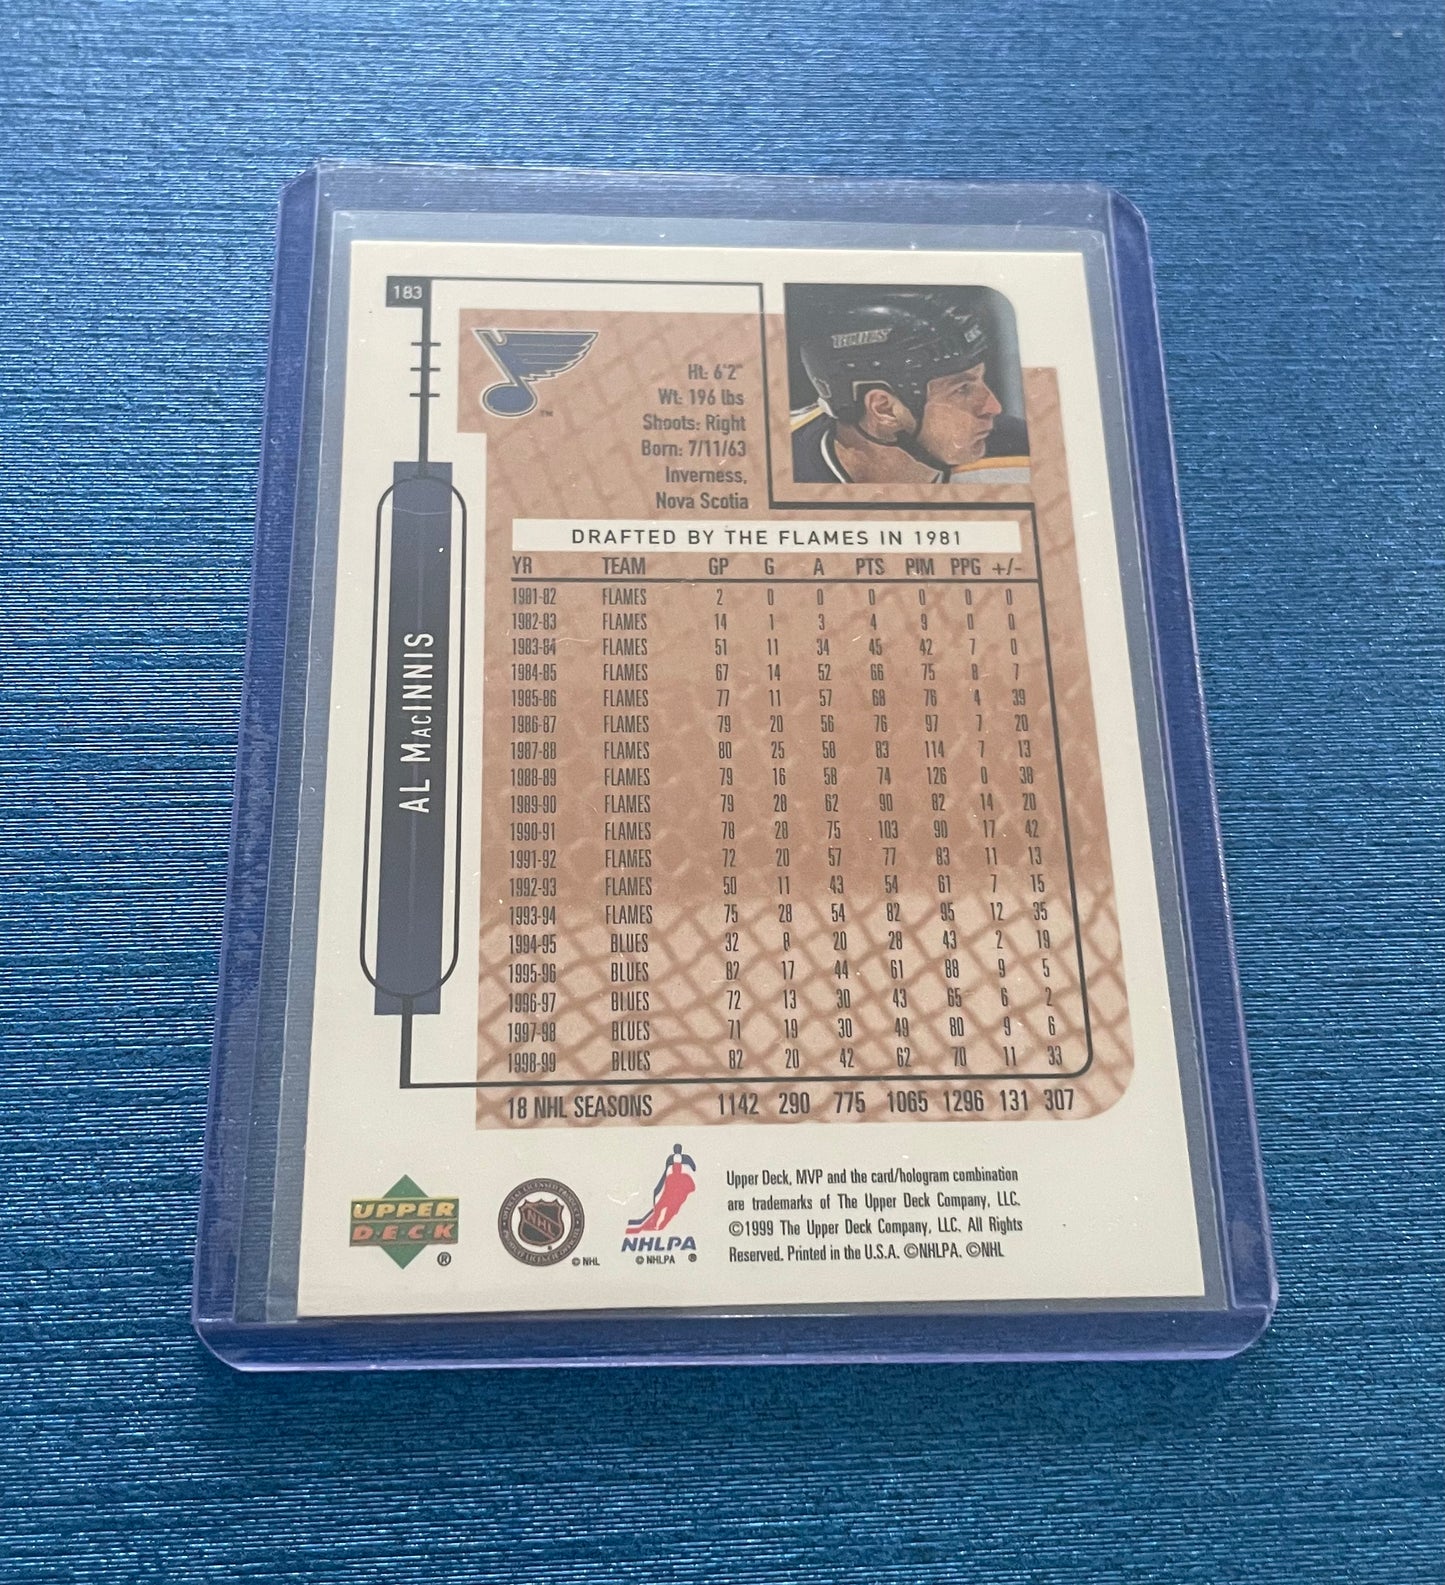 183
Ht: 6'2"
Wt: 196 lbs
Shoots: Right
Born: 7/11/63
Inverness,
Nova Scotia
TM
AL MacINNIS
DRAFTED BY THE FLAMES IN 1981
YR TEAM GP G A PTS PIM PPG +/-
1981-82 FLAMES 2 0 0 0 0 0 0
1982-83 FLAMES 14 1 3 4 9 0 0
1983-84 FLAMES 51 11 34 45 42 7 0
1984-85 FLAMES 67 14 52 66 75 8 7
1985-86 FLAMES 77 11 57 68 76 4 39
1986-87 FLAMES 79 20 56 76 97 7 20
1987-88 FLAMES 80 25 58 83 114 7 13
1988-89 FLAMES 79 16 58 74 126 0 38
1989-90 FLAMES 79 28 62 90 82 14 20
1990-91 FLAMES 78 28 75 103 90 17 42
1991-92 FLAMES 72 20 57 77 83 11 13
1992-93 FLAMES 50 11 43 54 61 7 15
1993-94 FLAMES 75 28 54 82 95 12 35
1994-95 BLUES 32 8 20 28 43 2 19
1995-96 BLUES 82 17 44 61 88 9 5
1996-97 BLUES 72 13 30 43 65 6 2
1997-98 BLUES 71 19 30 49 80 9 6
1998-99 BLUES 82 20 42 62 70 11 33
18 NHL SEASONS 1142 290 775 1065 1296 131 307
UPPER
DECK
®
NHL
© NHL
NHLPA
© NHLPA ®
Upper Deck, MVP and the card/hologram combination
are trademarks of The Upper Deck Company, LLC.
©1999 The Upper Deck Company, LLC. All Rights
Reserved. Printed in the U.S.A. ©NHLPA. ©NHL